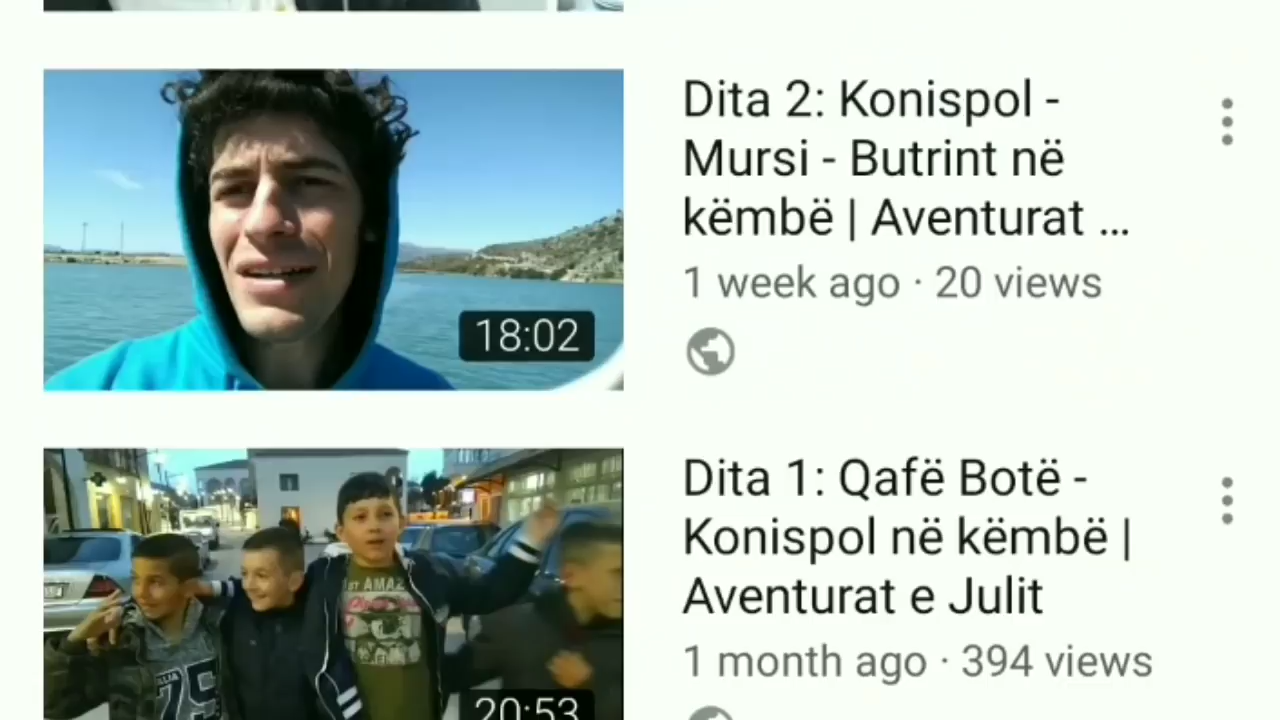 Dita 2: Konispol -
Mursi - Butrint në
këmbë | Aventurat ...
1 week ago · 20 views
18:02
Dita 1: Qafë Botë -
Konispol në këmbë |
Aventurat e Julit
1 month ago · 394 views
20:53
75